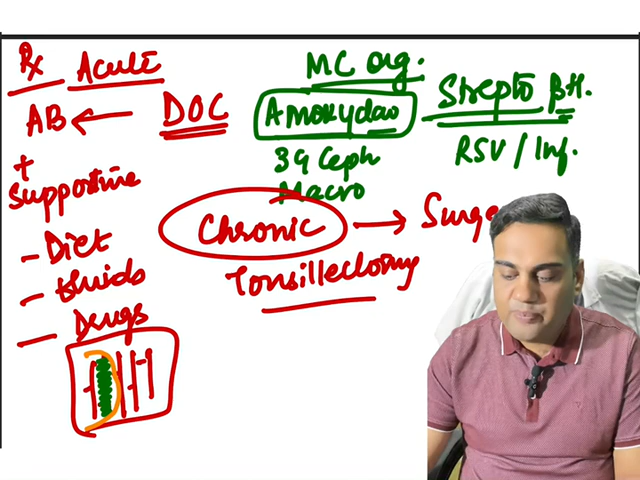 Rx Acute
AB ← DOC
MC org.
Amoxyclav
Strepto βH.
3G Ceph
Macro
RSV / Inf.
+
Supportive
Chronic → Surge
Tonsillectomy
- Diet
- fluids
- Drugs